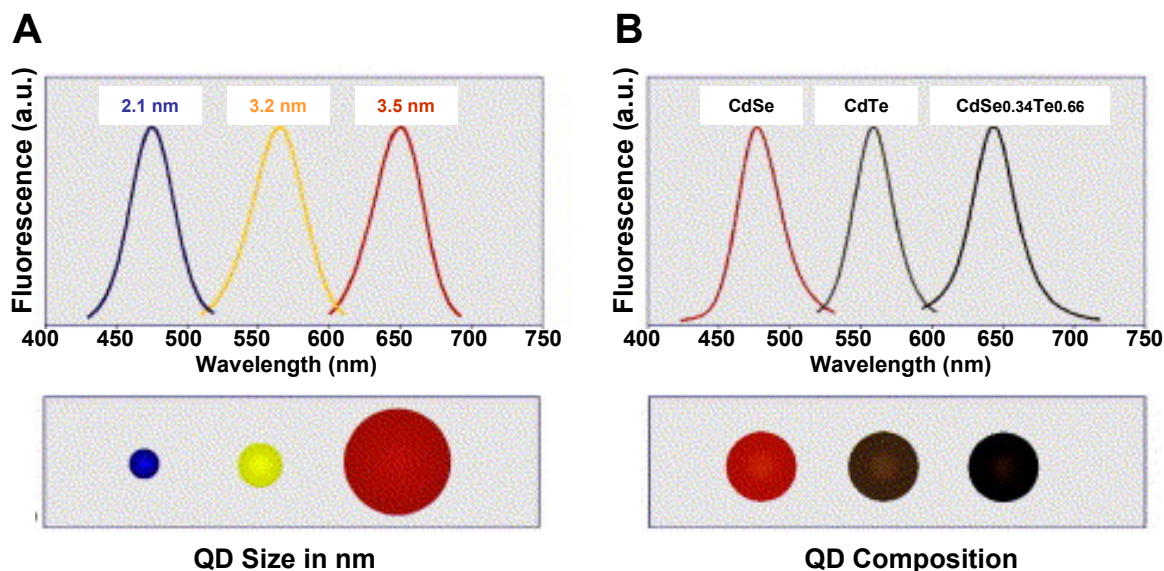 A
Fluorescence (a.u.)
2.1 nm
3.2 nm
3.5 nm
400 450 500 550 600 650 700 750
Wavelength (nm)
QD Size in nm
B
Fluorescence (a.u.)
CdSe
CdTe
CdSe0.34Te0.66
400 450 500 550 600 650 700 750
Wavelength (nm)
QD Composition